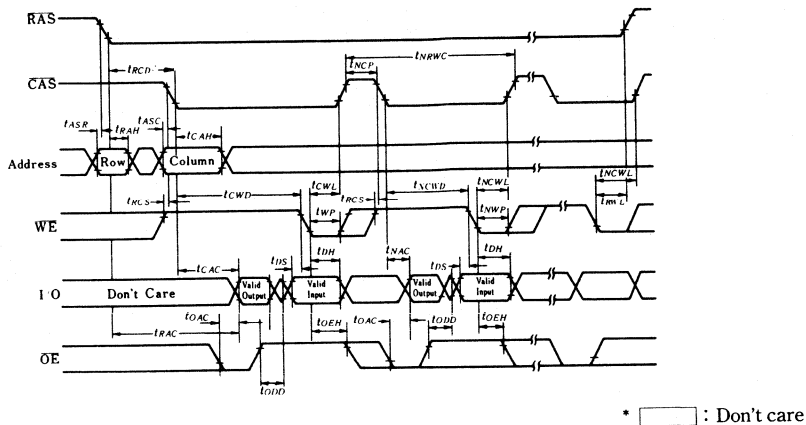 RAS
tRCD
tNCP
tNRWC
CAS
tASR
tRAH
tASC
tCAH
Address
Row
Column
tNCWL
tRCS
tCWD
tCWL
tRCS
tNCWD
tNCWL
tRWL
WE
tWP
tNWP
tDS
tDH
tNAC
tDS
tDH
tCAC
I/O
Don't Care
Valid Output
Valid Input
Valid Output
Valid Input
tRAC
tOAC
tOEH
tOAC
tODD
tOEH
OE
tODD
* : Don't care